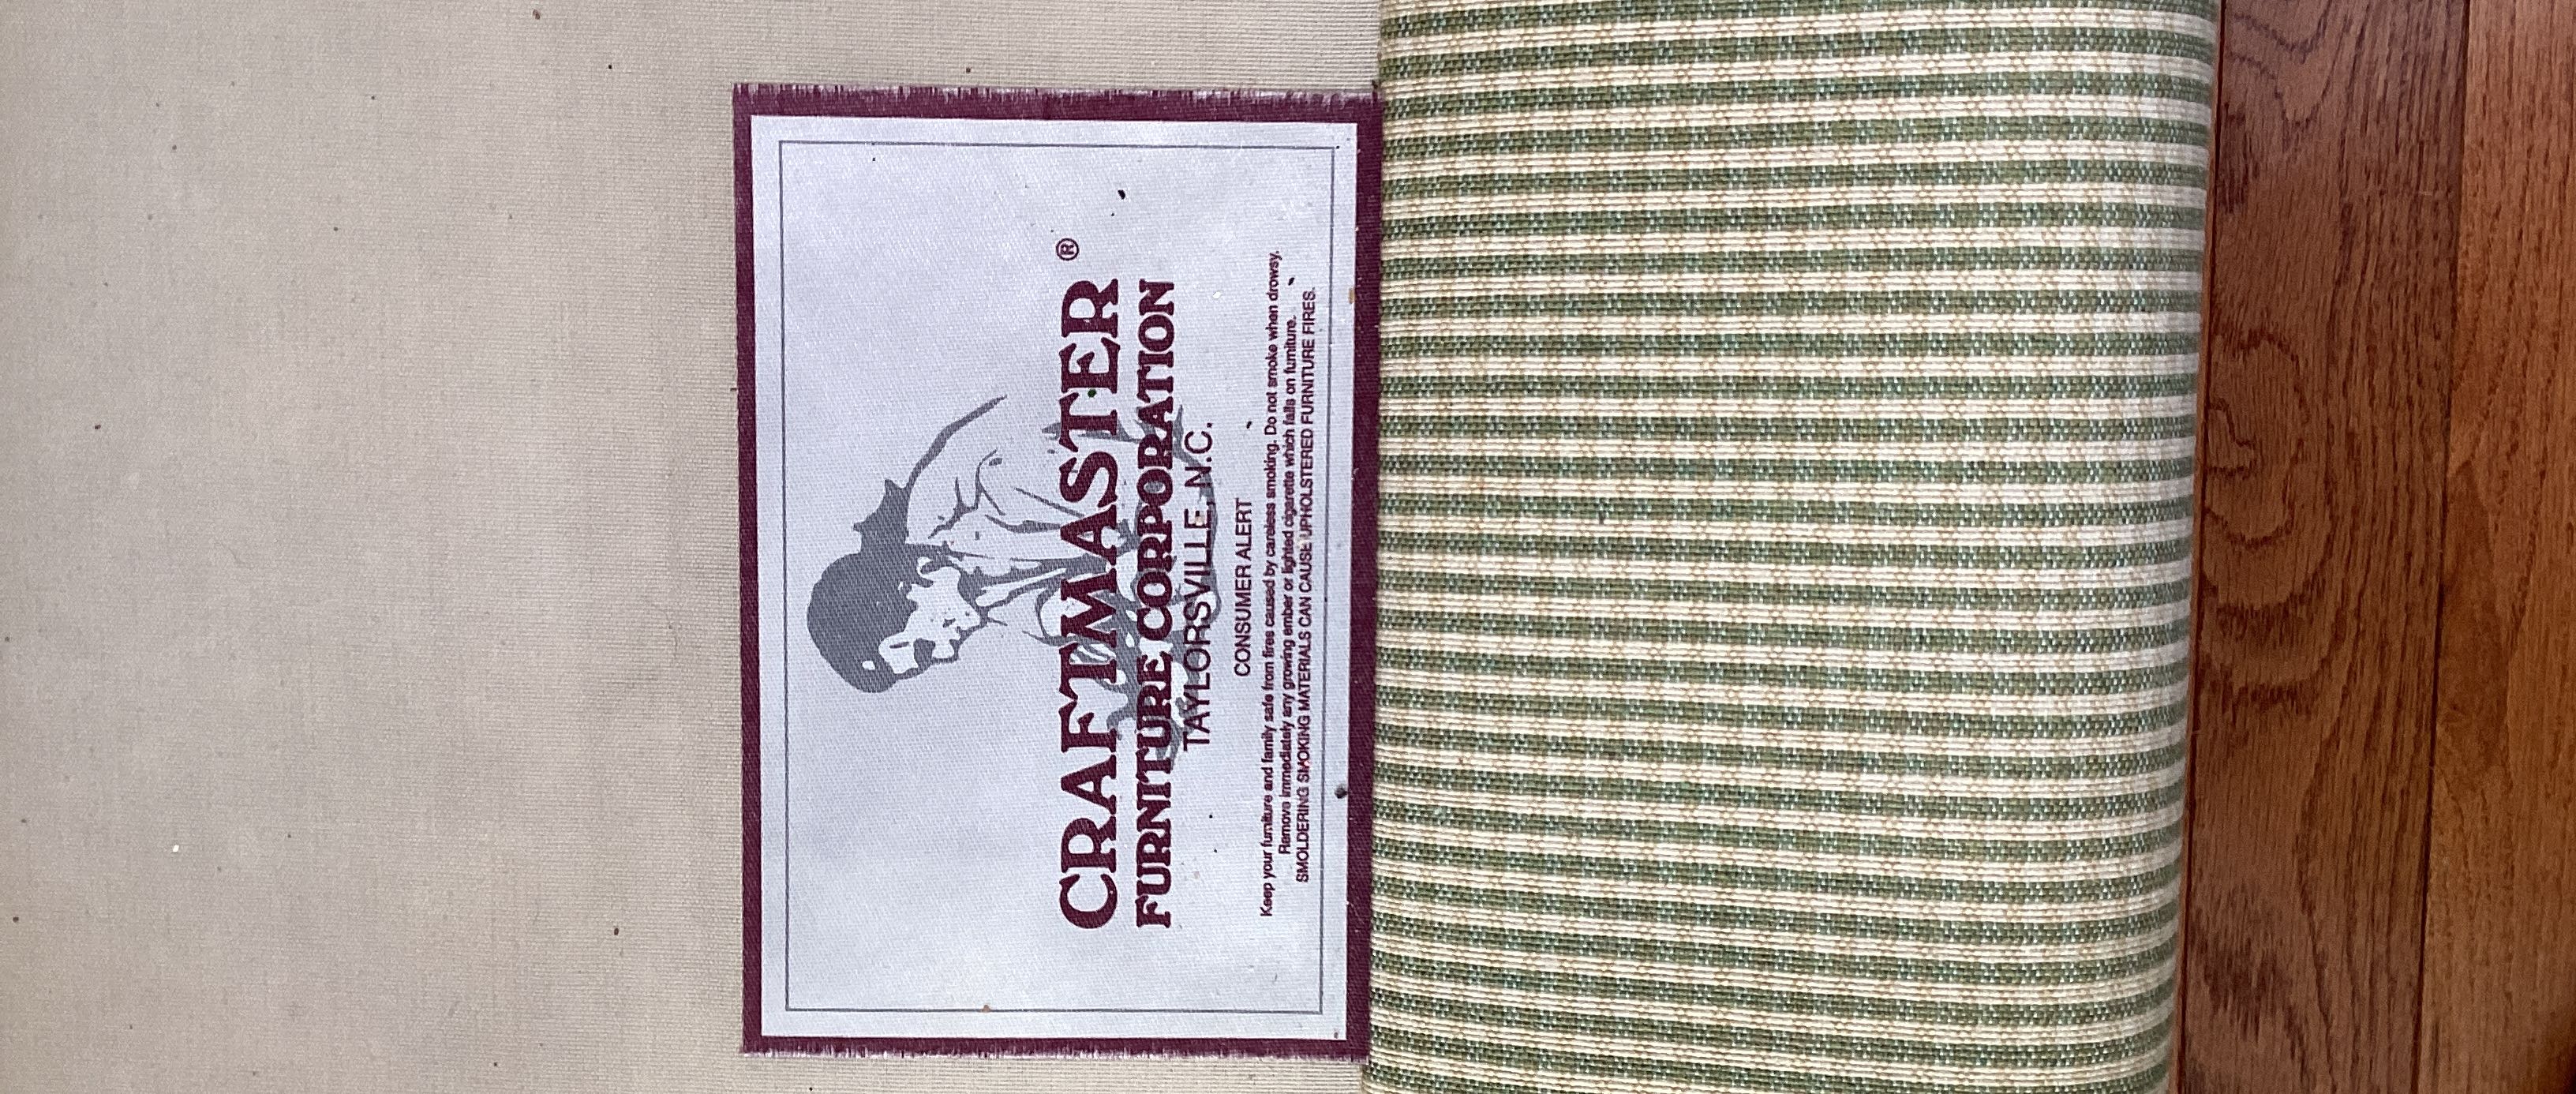 CRAFTMASTER ®
FURNITURE CORPORATION
TAYLORSVILLE, N.C.
CONSUMER ALERT
Keep your furniture and family safe from fires caused by careless smoking. Do not smoke when drowsy.
Remove immediately any growing ember or lighted cigarette which falls on furniture.
SMOLDERING SMOKING MATERIALS CAN CAUSE UPHOLSTERED FURNITURE FIRES.